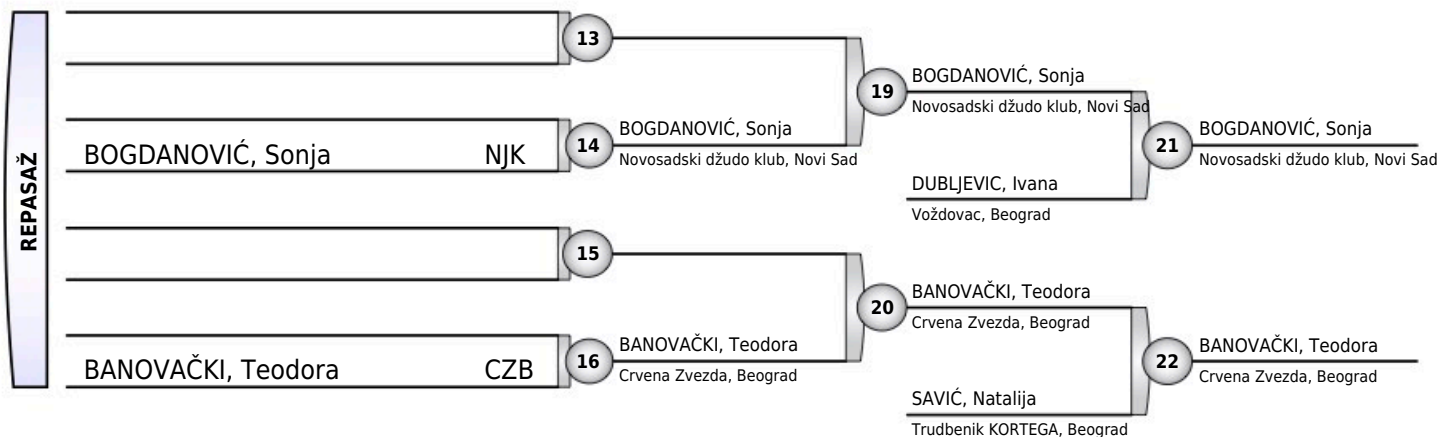 REPASAŽ
13
BOGDANOVIĆ, Sonja NJK
14
BOGDANOVIĆ, Sonja
Novosadski džudo klub, Novi Sad
19
BOGDANOVIĆ, Sonja
Novosadski džudo klub, Novi Sad
DUBLJEVIC, Ivana
Voždovac, Beograd
21
BOGDANOVIĆ, Sonja
Novosadski džudo klub, Novi Sad
15
BANOVAČKI, Teodora CZB
16
BANOVAČKI, Teodora
Crvena Zvezda, Beograd
20
BANOVAČKI, Teodora
Crvena Zvezda, Beograd
SAVIĆ, Natalija
Trudbenik KORTEGA, Beograd
22
BANOVAČKI, Teodora
Crvena Zvezda, Beograd